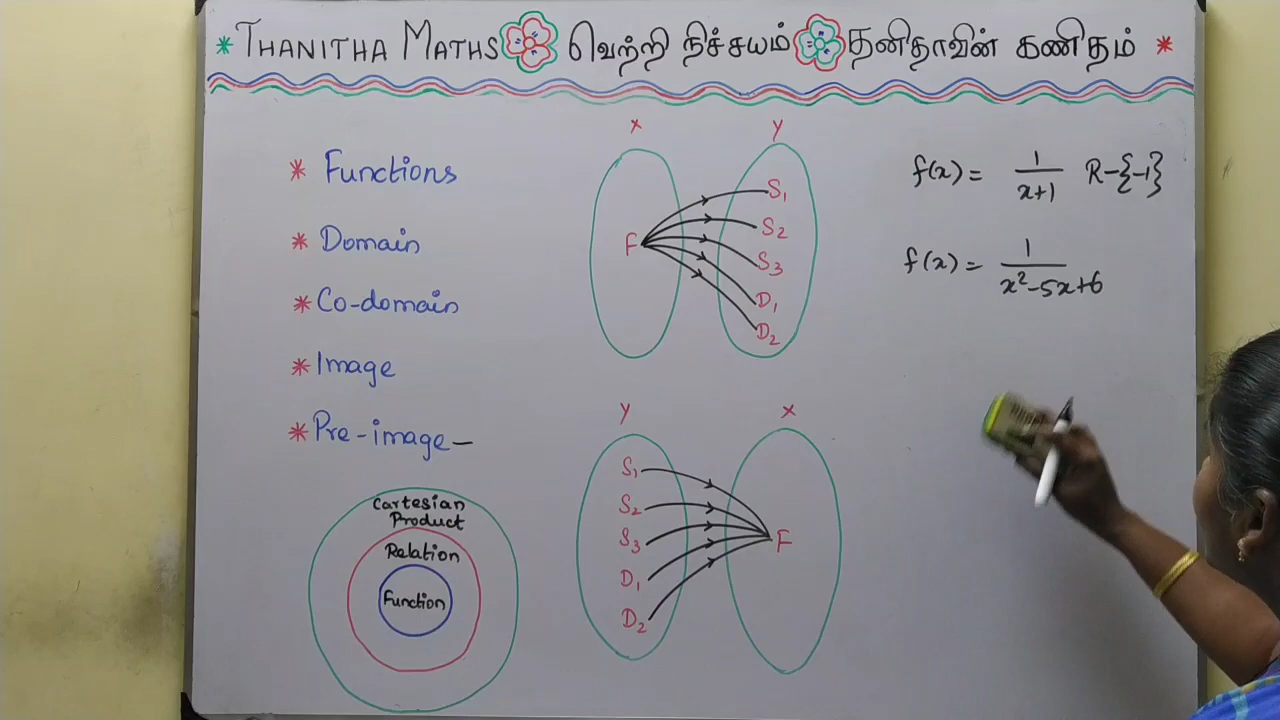 * THANITHA MATHS வெற்றி நிச்சயம் தனிதாவின் கணிதம் *
* Functions
* Domain
* Co-domain
* Image
* Pre-image-
Cartesian
Product
Relation
Function
x y
F
S₁
S₂
S₃
D₁
D₂
y x
S₁
S₂
S₃
D₁
D₂
F
f(x) = 1/(x+1) R-{-1}
f(x) = 1/(x²-5x+6)